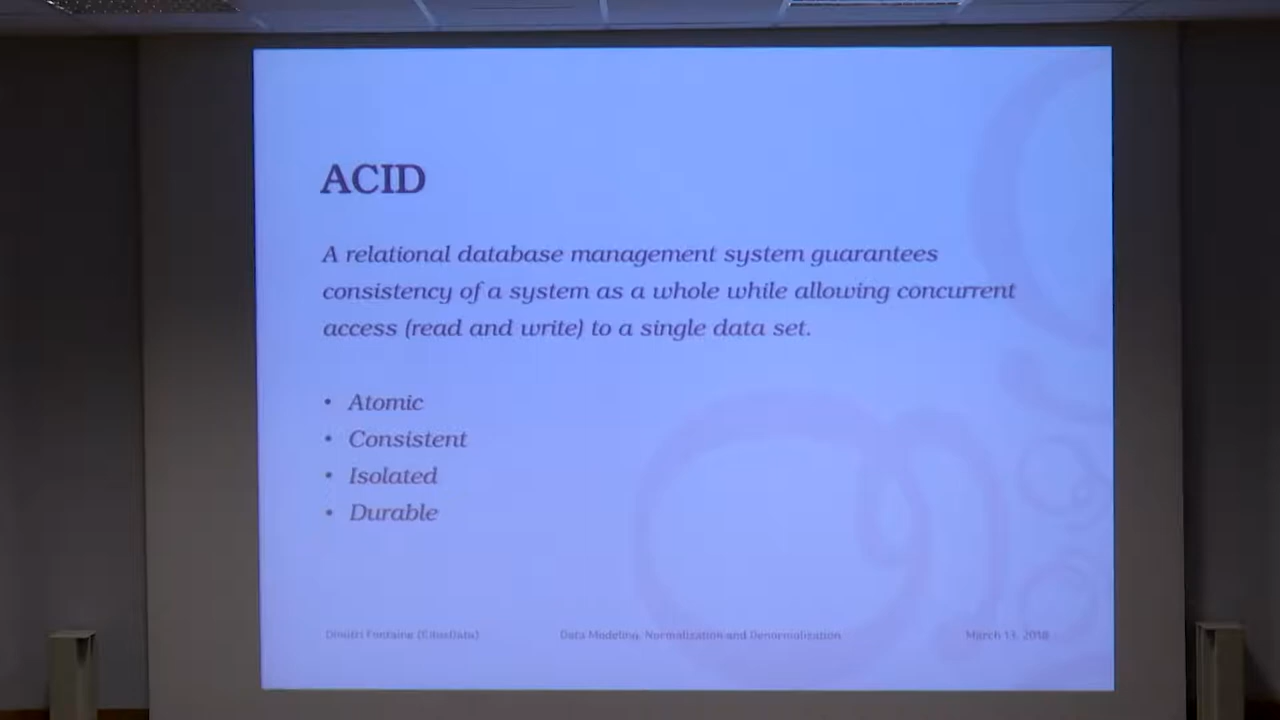 ACID
A relational database management system guarantees
consistency of a system as a whole while allowing concurrent
access (read and write) to a single data set.
• Atomic
• Consistent
• Isolated
• Durable
Dimitri Fontaine (CitusData)
Data Modeling, Normalization and Denormalization
March 13, 2018